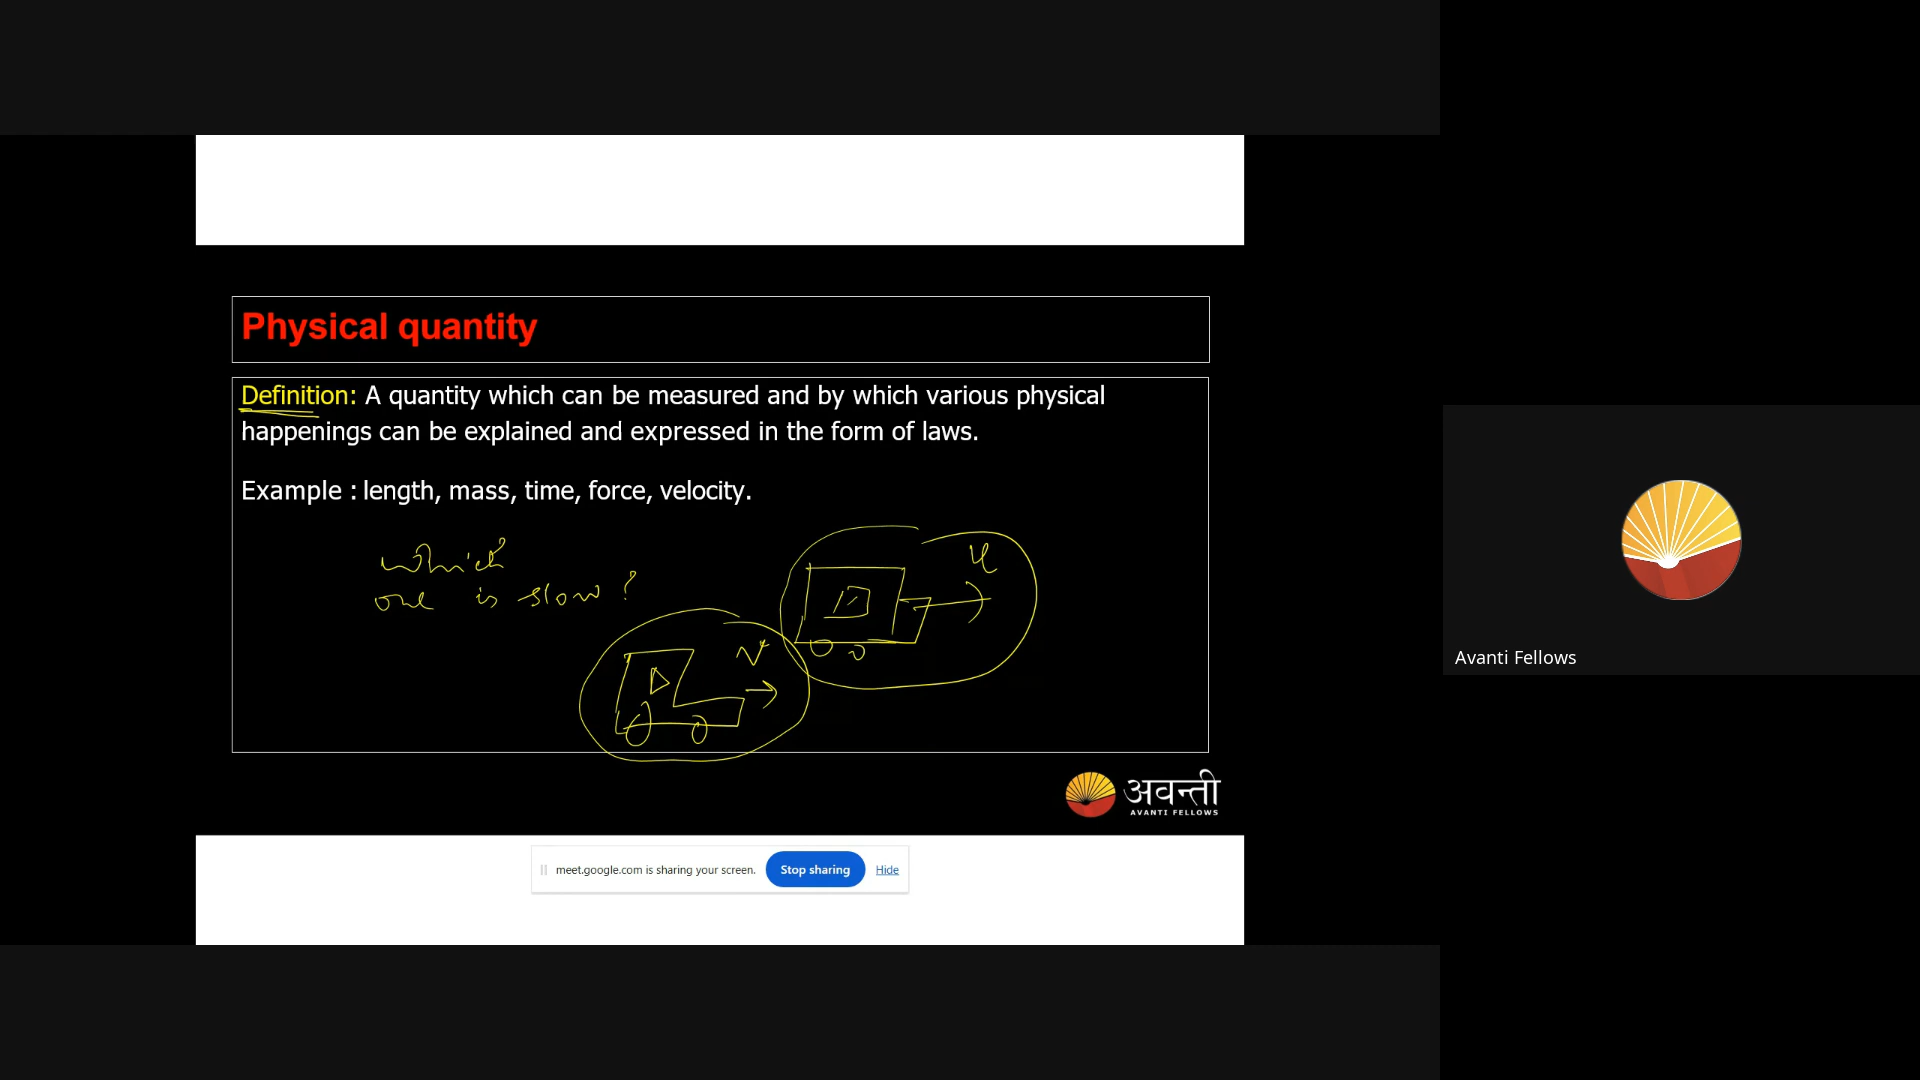 Physical quantity
Definition: A quantity which can be measured and by which various physical
happenings can be explained and expressed in the form of laws.
Example : length, mass, time, force, velocity.
which
one is slow ?
u
v
अवन्ती
AVANTI FELLOWS
meet.google.com is sharing your screen. Stop sharing Hide
Avanti Fellows